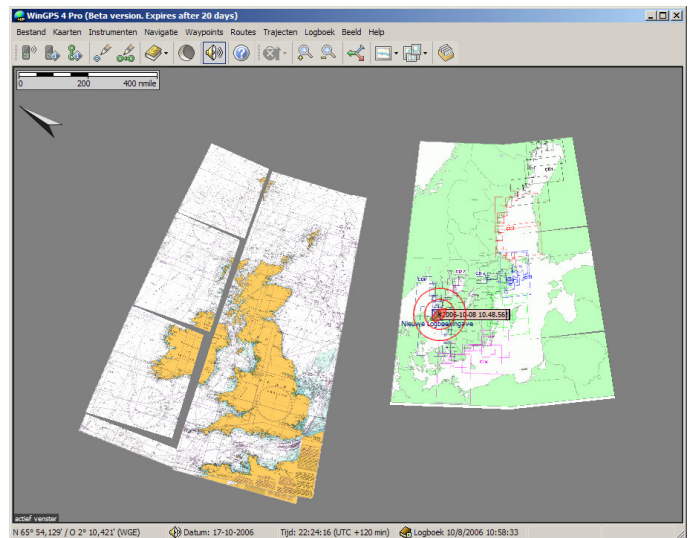 WinGPS 4 Pro (Beta version. Expires after 20 days)
Bestand Kaarten Instrumenten Navigatie Waypoints Routes Trajecten Logboek Beeld Help
0 200 400 nmile
2006-10-08 10.48.56
Nieuwe Logboekingave
actief venster
N 65° 54,129' / O 2° 10,421' (WGE) Datum: 17-10-2006 Tijd: 22:24:16 (UTC +120 min) Logboek 10/8/2006 10:58:33